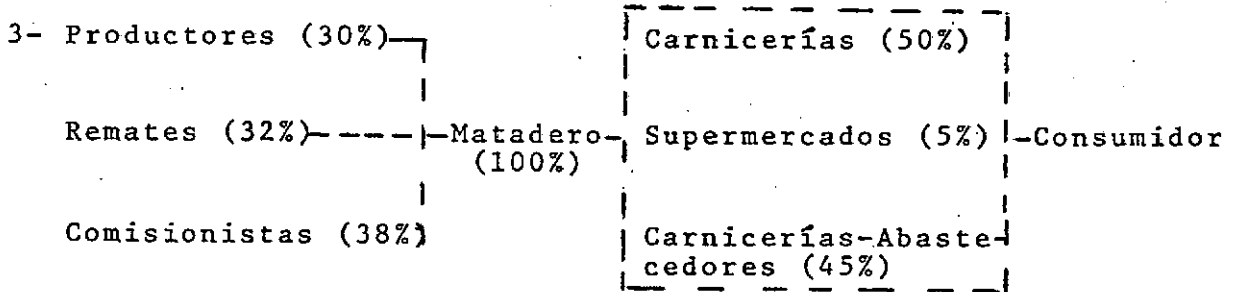 3- Productores (30%)
Carnicerías (50%)
Remates (32%)
Matadero
(100%)
Supermercados (5%)
Consumidor
Comisionistas (38%)
Carnicerías-Abaste-
cedores (45%)